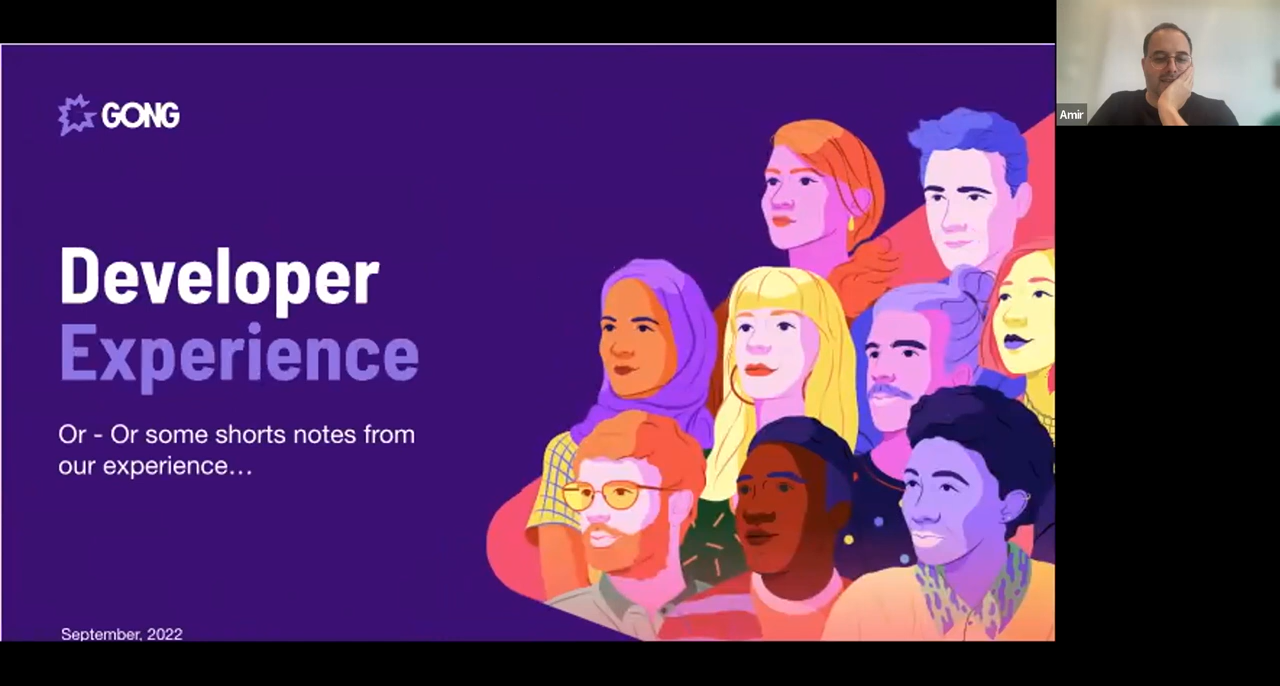 GONG
Developer
Experience
Or - Or some shorts notes from
our experience…
September, 2022
Amir